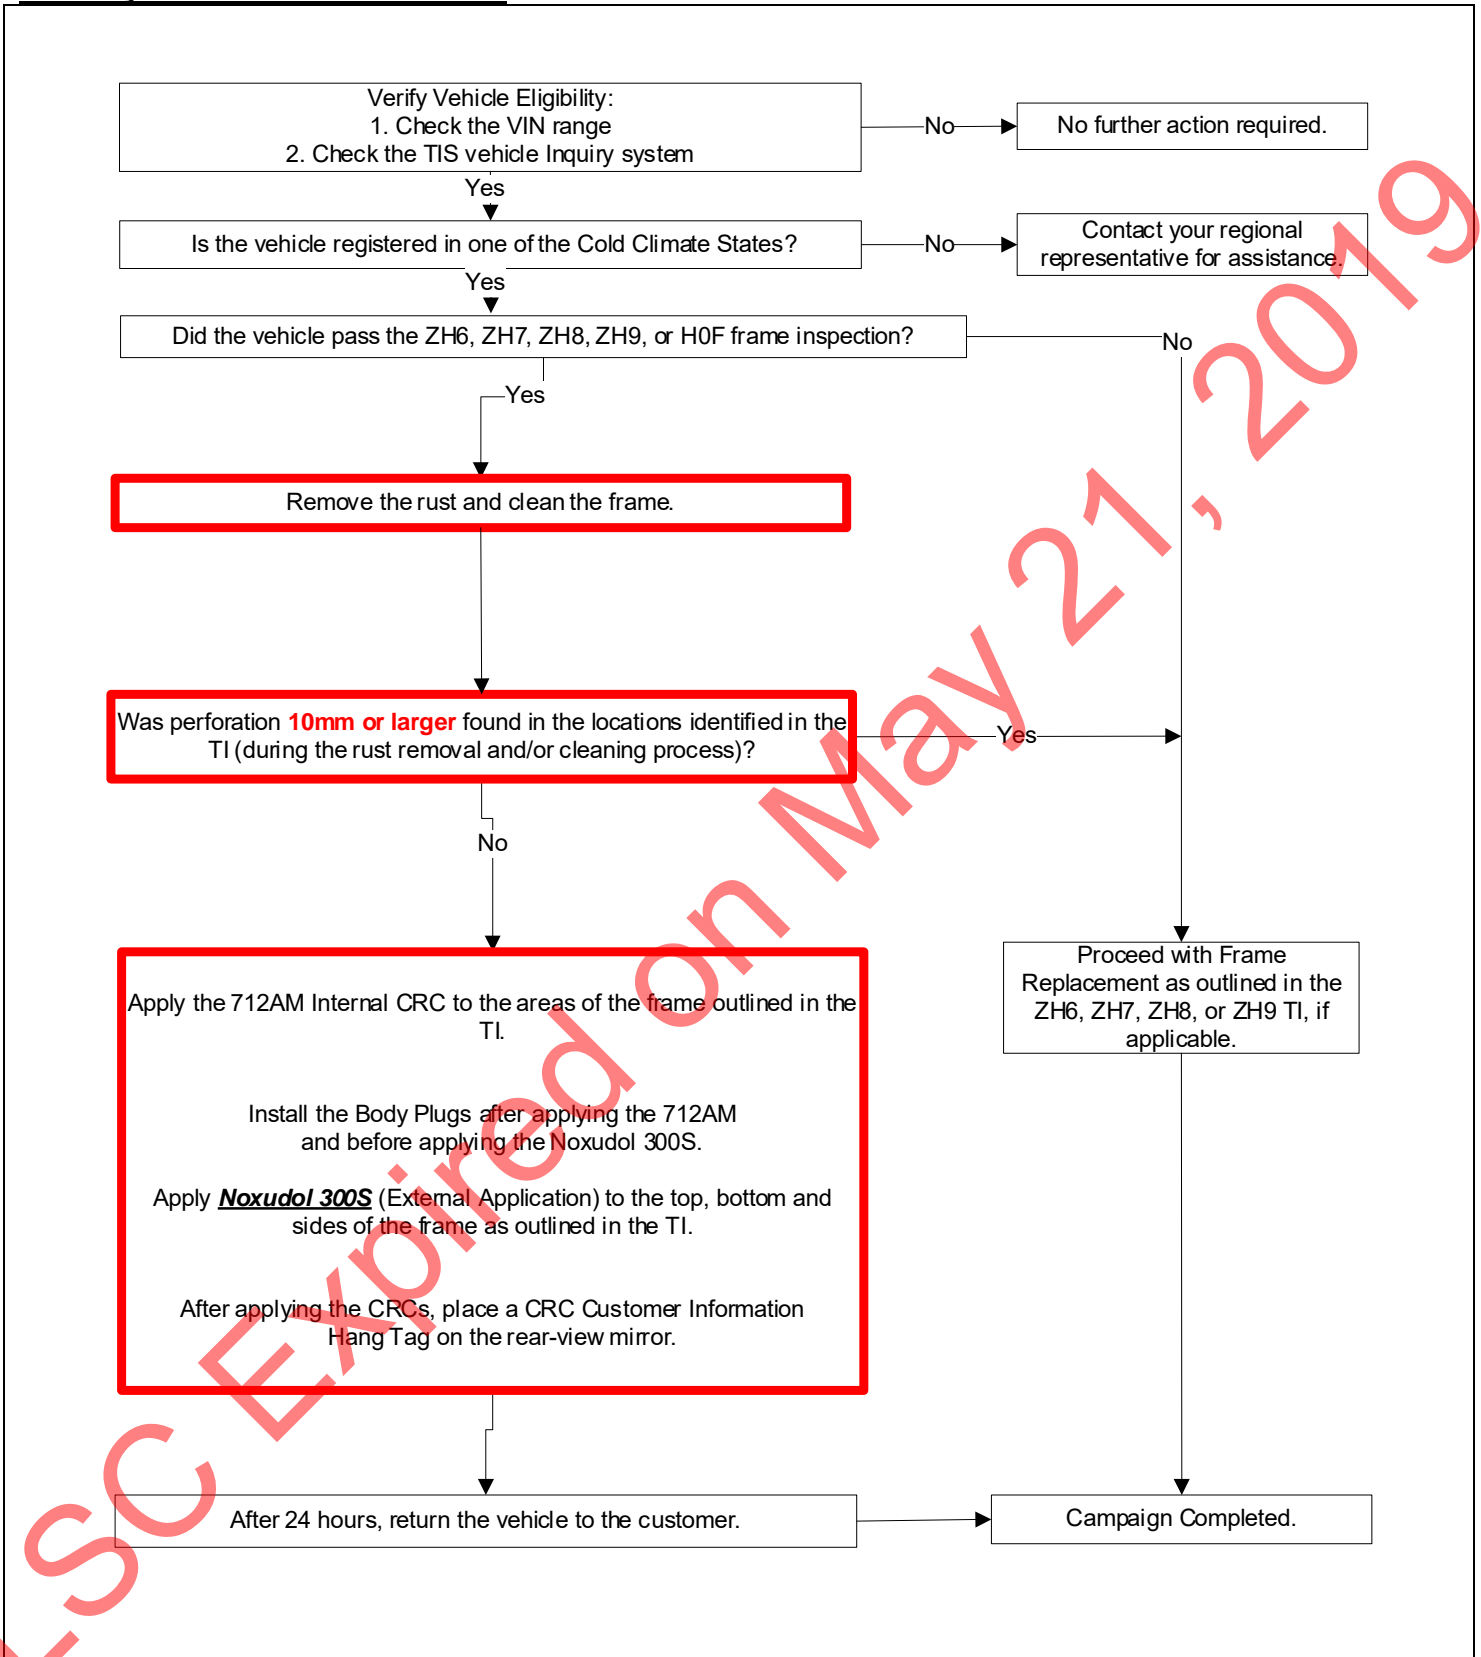 Verify Vehicle Eligibility:
1. Check the VIN range
2. Check the TIS vehicle Inquiry system
No
No further action required.
Yes
Is the vehicle registered in one of the Cold Climate States?
No
Contact your regional
representative for assistance.
Yes
Did the vehicle pass the ZH6, ZH7, ZH8, ZH9, or H0F frame inspection?
No
Yes
Remove the rust and clean the frame.
Was perforation 10mm or larger found in the locations identified in the
TI (during the rust removal and/or cleaning process)?
Yes
No
Apply the 712AM Internal CRC to the areas of the frame outlined in the
TI.
Install the Body Plugs after applying the 712AM
and before applying the Noxudol 300S.
Apply Noxudol 300S (External Application) to the top, bottom and
sides of the frame as outlined in the TI.
After applying the CRCs, place a CRC Customer Information
Hang Tag on the rear-view mirror.
Proceed with Frame
Replacement as outlined in the
ZH6, ZH7, ZH8, or ZH9 TI, if
applicable.
After 24 hours, return the vehicle to the customer.
Campaign Completed.
LSC Expired on May 21, 2019